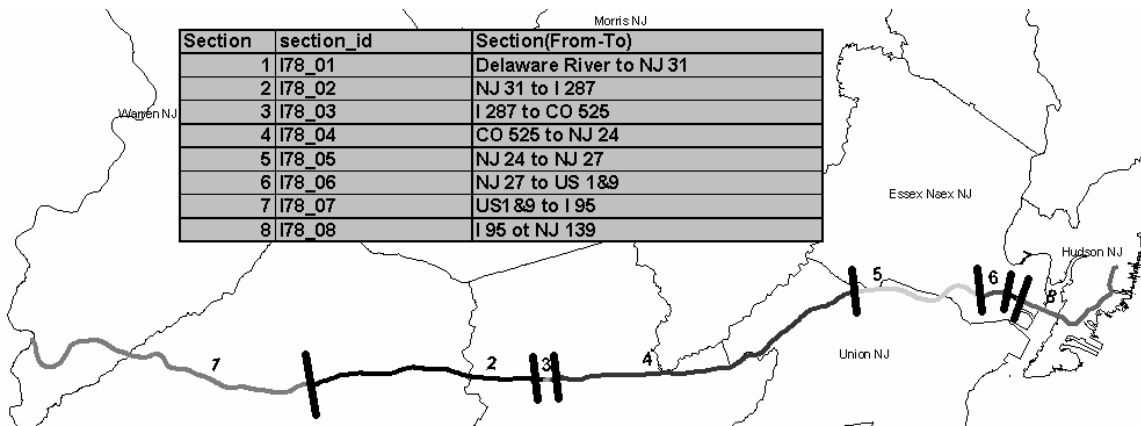 Morris NJ
Section section_id Section(From-To)
1 I78_01 Delaware River to NJ 31
2 I78_02 NJ 31 to I 287
3 I78_03 I 287 to CO 525
4 I78_04 CO 525 to NJ 24
5 I78_05 NJ 24 to NJ 27
6 I78_06 NJ 27 to US 1&9
7 I78_07 US1&9 to I 95
8 I78_08 I 95 ot NJ 139
Warren NJ
Essex Nsex NJ
Hudson NJ
5
6
8
Union NJ
1
2
3
4